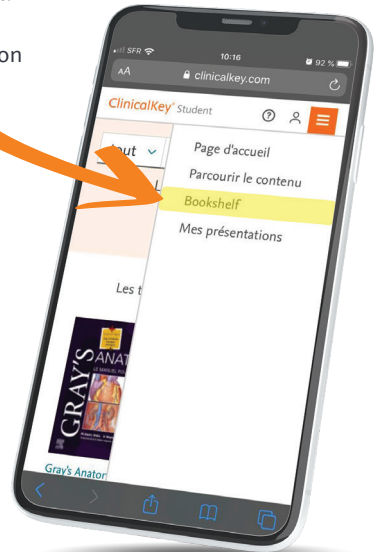 on
SFR
10:16
92 %
AA
clinicalkey.com
ClinicalKey® Student
tout
Page d'accueil
Parcourir le contenu
L
Bookshelf
Mes présentations
Les t
GRAY'S
ANAT
Gray's Anator